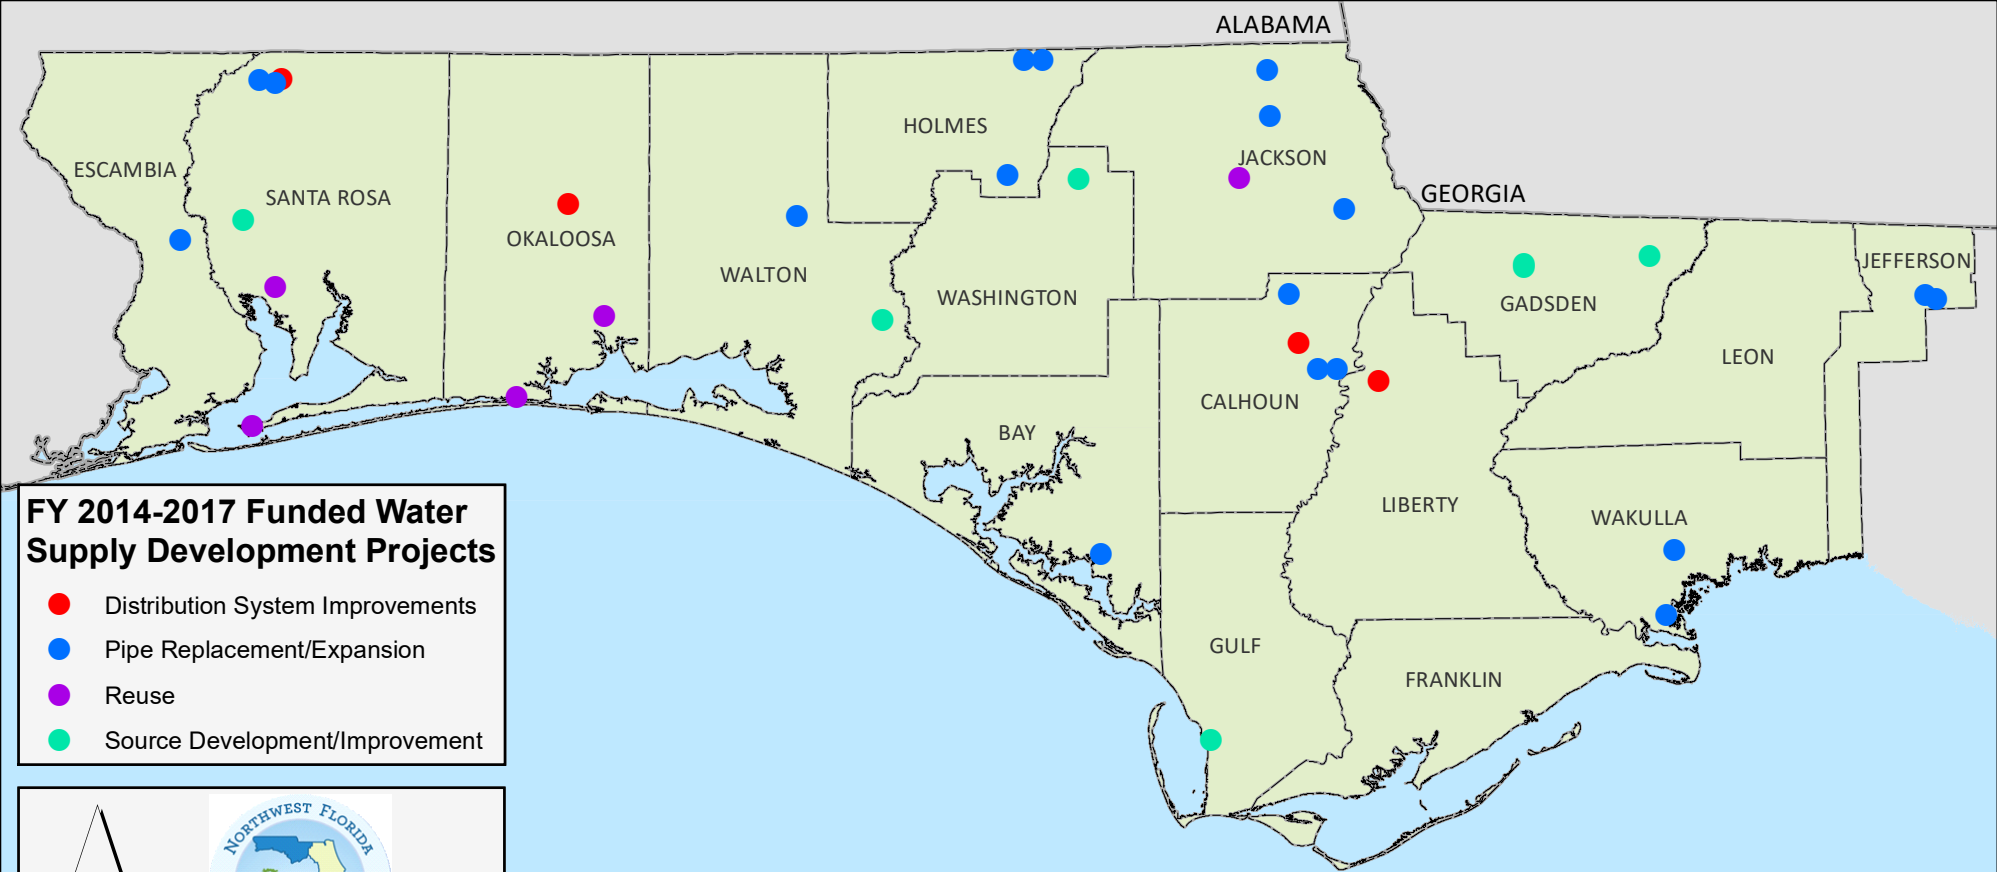 ALABAMA
HOLMES
JACKSON
ESCAMBIA
SANTA ROSA
GEORGIA
OKALOOSA
JEFFERSON
WALTON
WASHINGTON
GADSDEN
LEON
CALHOUN
BAY
LIBERTY
WAKULLA
GULF
FRANKLIN
FY 2014-2017 Funded Water
Supply Development Projects
Distribution System Improvements
Pipe Replacement/Expansion
Reuse
Source Development/Improvement
NORTHWEST FLORIDA